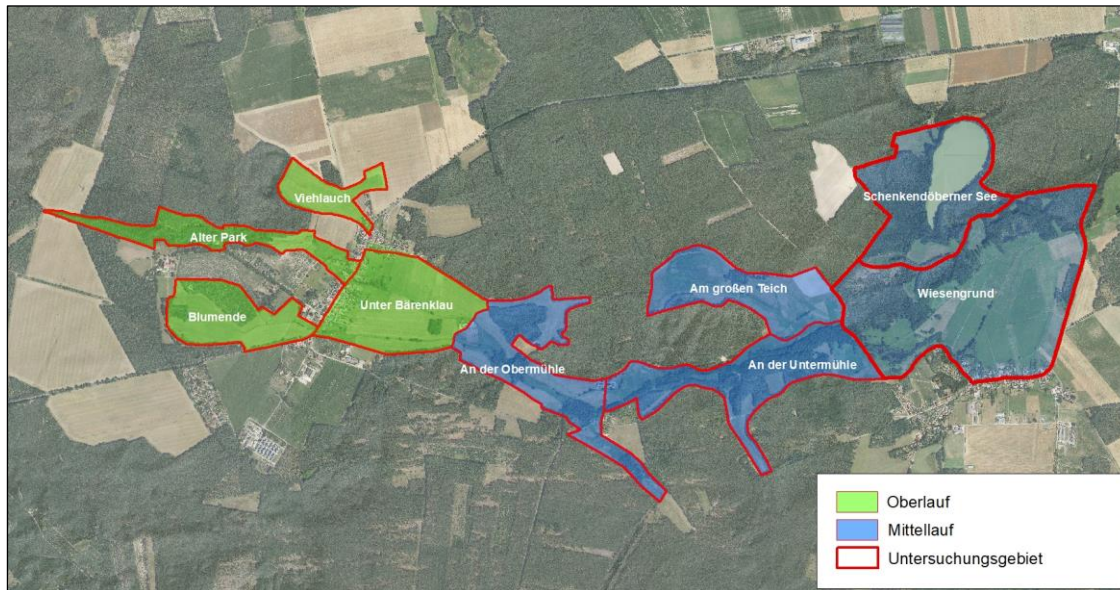 Viehlauch
Schenkendöberner See
Alter Park
Am großen Teich
Wiesengrund
Unter Bärenklau
Blumende
An der Obermühle
An der Untermühle
Oberlauf
Mittellauf
Untersuchungsgebiet